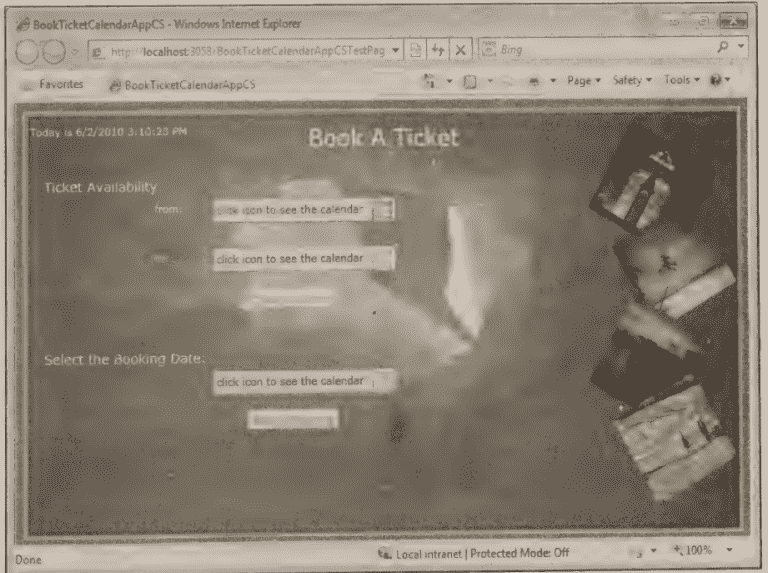 BookTicketCalendarAppCS - Windows Internet Explorer
http://localhost:3058/BookTicketCalendarAppCSTestPag
Bing
Favorites
BookTicketCalendarAppCS
Page
Safety
Tools
Today is 6/2/2010 3:10:23 PM
Book A Ticket
Ticket Availability
from:
click icon to see the calendar
click icon to see the calendar
Select the Booking Date:
click icon to see the calendar
Done
Local intranet | Protected Mode: Off
100%